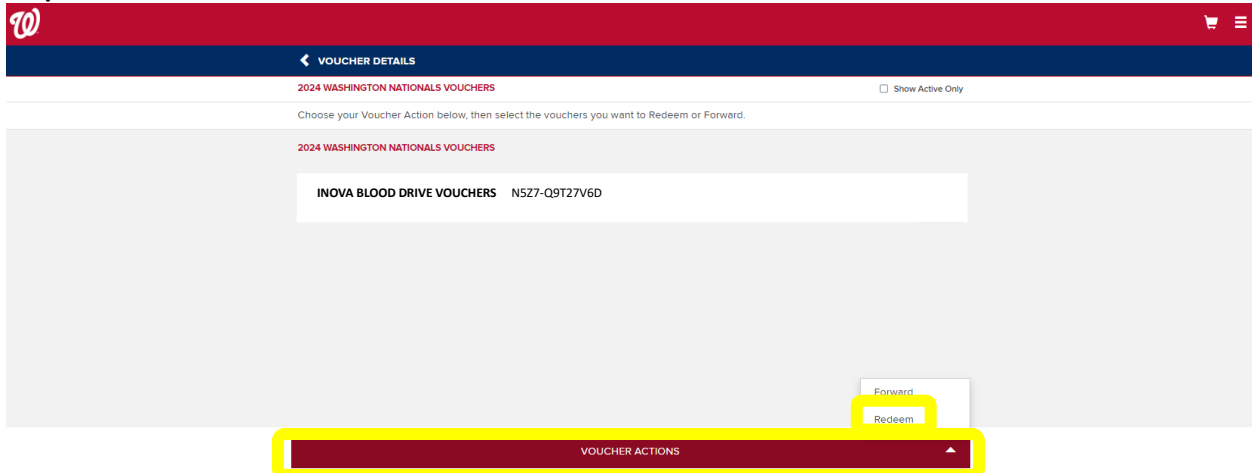 W
VOUCHER DETAILS
2024 WASHINGTON NATIONALS VOUCHERS
Show Active Only
Choose your Voucher Action below, then select the vouchers you want to Redeem or Forward.
2024 WASHINGTON NATIONALS VOUCHERS
INOVA BLOOD DRIVE VOUCHERS N5Z7-Q9T27V6D
Forward
Redeem
VOUCHER ACTIONS